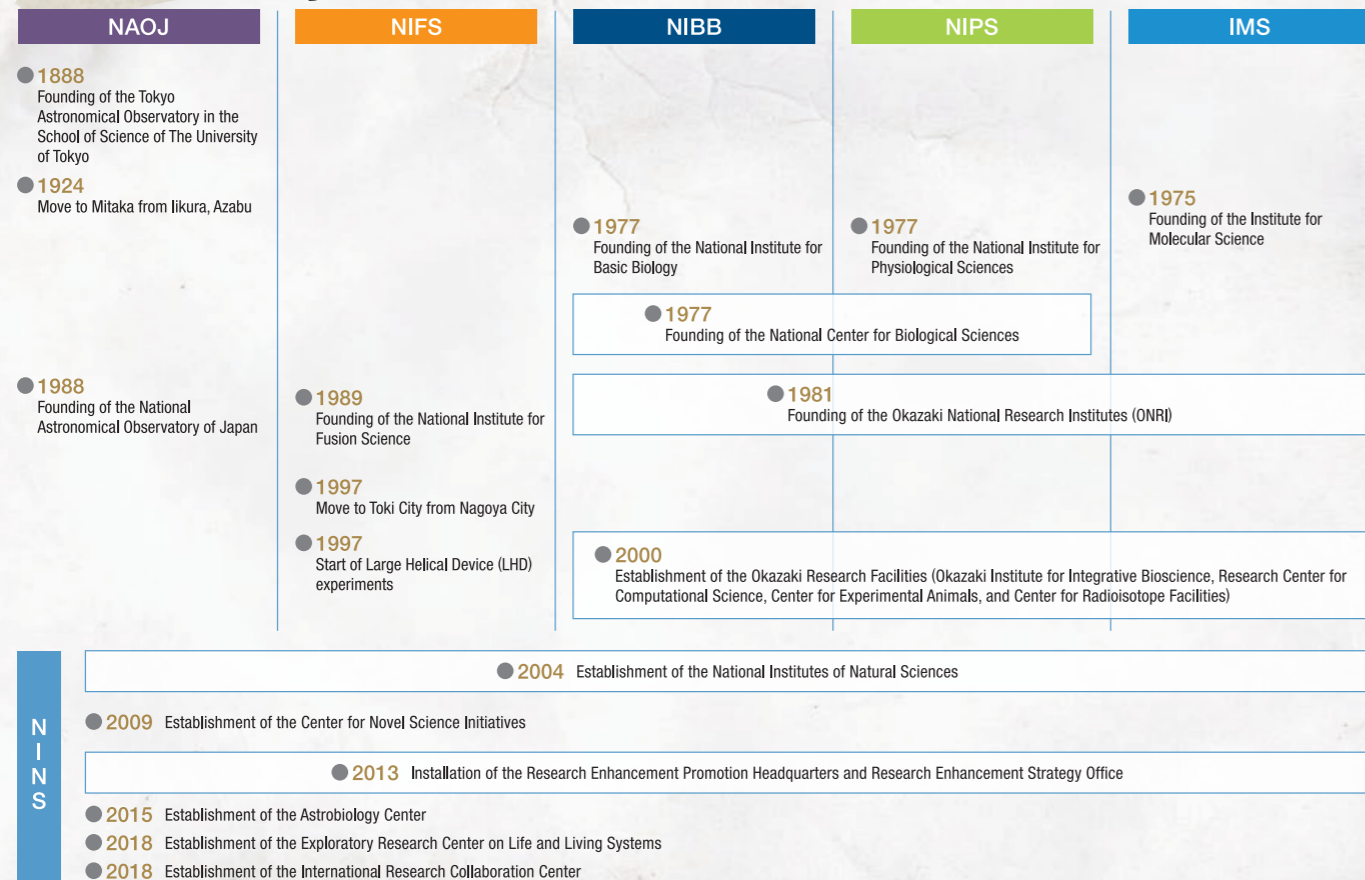 NAOJ
1888
Founding of the Tokyo
Astronomical Observatory in the
School of Science of The University
of Tokyo
1924
Move to Mitaka from Iikura, Azabu
1988
Founding of the National
Astronomical Observatory of Japan
NIFS
1989
Founding of the National Institute for
Fusion Science
1997
Move to Toki City from Nagoya City
1997
Start of Large Helical Device (LHD)
experiments
NIBB
1977
Founding of the National Institute for
Basic Biology
NIPS
1977
Founding of the National Institute for
Physiological Sciences
IMS
1975
Founding of the Institute for
Molecular Science
1977
Founding of the National Center for Biological Sciences
1981
Founding of the Okazaki National Research Institutes (ONRI)
2000
Establishment of the Okazaki Research Facilities (Okazaki Institute for Integrative Bioscience, Research Center for
Computational Science, Center for Experimental Animals, and Center for Radioisotope Facilities)
NINS
2004 Establishment of the National Institutes of Natural Sciences
2009 Establishment of the Center for Novel Science Initiatives
2013 Installation of the Research Enhancement Promotion Headquarters and Research Enhancement Strategy Office
2015 Establishment of the Astrobiology Center
2018 Establishment of the Exploratory Research Center on Life and Living Systems
2018 Establishment of the International Research Collaboration Center